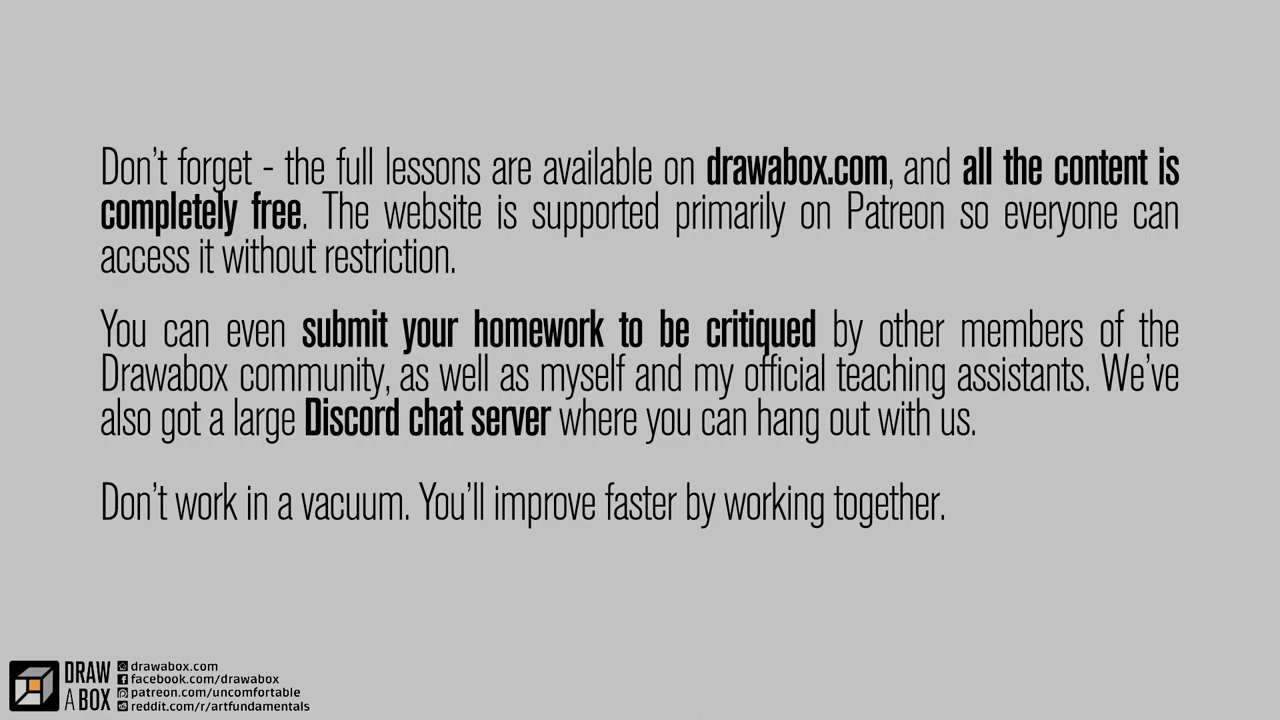 Don't forget - the full lessons are available on drawabox.com, and all the content is
completely free. The website is supported primarily on Patreon so everyone can
access it without restriction.
You can even submit your homework to be critiqued by other members of the
Drawabox community, as well as myself and my official teaching assistants. We've
also got a large Discord chat server where you can hang out with us.
Don't work in a vacuum. You'll improve faster by working together.
DRAW
A BOX
drawabox.com
facebook.com/drawabox
patreon.com/uncomfortable
reddit.com/r/artfundamentals